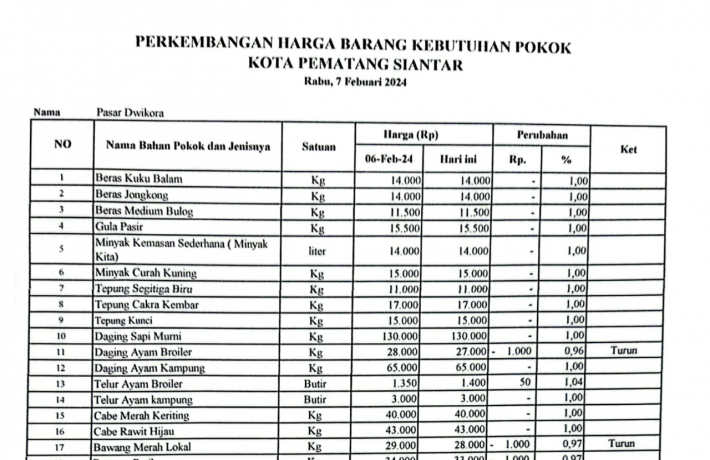 PERKEMBANGAN HARGA BARANG KEBUTUHAN POKOK
KOTA PEMATANG SIANTAR
Rabu, 7 Febuari 2024
Nama Pasar Dwikora
NO Nama Bahan Pokok dan Jenisnya Satuan Harga (Rp) Perubahan Ket
06-Feb-24 Hari ini Rp. %
1 Beras Kuku Balam Kg 14.000 14.000 - 1,00
2 Beras Jongkong Kg 14.000 14.000 - 1,00
3 Beras Medium Bulog Kg 11.500 11.500 - 1,00
4 Gula Pasir Kg 15.500 15.500 - 1,00
5 Minyak Kemasan Sederhana ( Minyak
Kita) liter 14.000 14.000 - 1,00
6 Minyak Curah Kuning Kg 15.000 15.000 - 1,00
7 Tepung Segitiga Biru Kg 11.000 11.000 - 1,00
8 Tepung Cakra Kembar Kg 17.000 17.000 - 1,00
9 Tepung Kunci Kg 15.000 15.000 - 1,00
10 Daging Sapi Murni Kg 130.000 130.000 - 1,00
11 Daging Ayam Broiler Kg 28.000 27.000 - 1.000 0,96 Turun
12 Daging Ayam Kampung Kg 65.000 65.000 - 1,00
13 Telur Ayam Broiler Butir 1.350 1.400 50 1,04
14 Telur Ayam kampung Butir 3.000 3.000 - 1,00
15 Cabe Merah Keriting Kg 40.000 40.000 - 1,00
16 Cabe Rawit Hijau Kg 43.000 43.000 - 1,00
17 Bawang Merah Lokal Kg 29.000 28.000 - 1.000 0,97 Turun